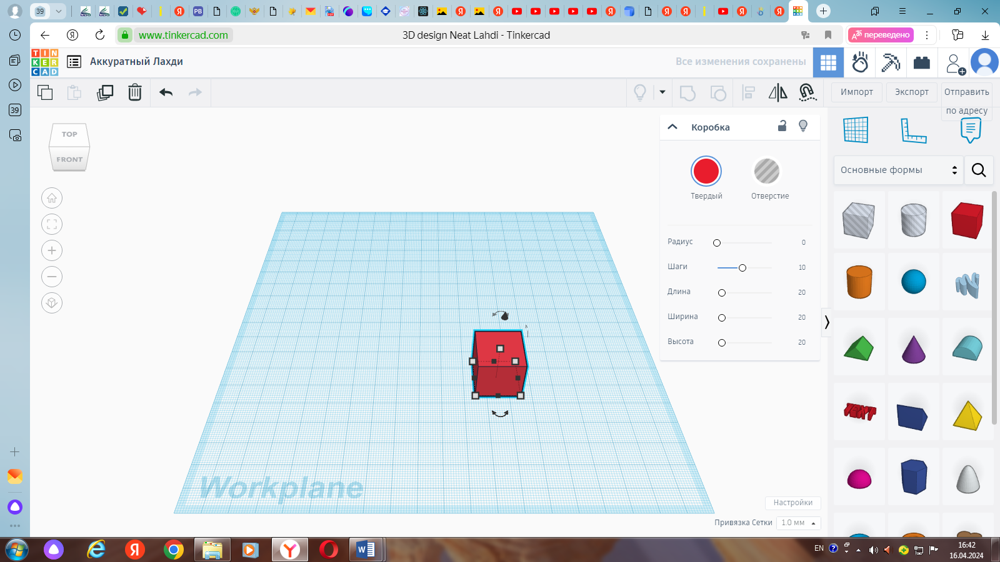 39
PB
www.tinkercad.com
3D design Neat Lahdi - Tinkercad
переведено
39
TIN
KER
CAD
Аккуратный Лахди
Все изменения сохранены
Импорт
Экспорт
Отправить
по адресу
TOP
FRONT
Коробка
Твердый
Отверстие
Радиус 0
Шаги 10
Длина 20
Ширина 20
Высота 20
Основные формы
TEXT
Workplane
Настройки
Привязка Сетки 1.0 мм
EN
16:42
16.04.2024